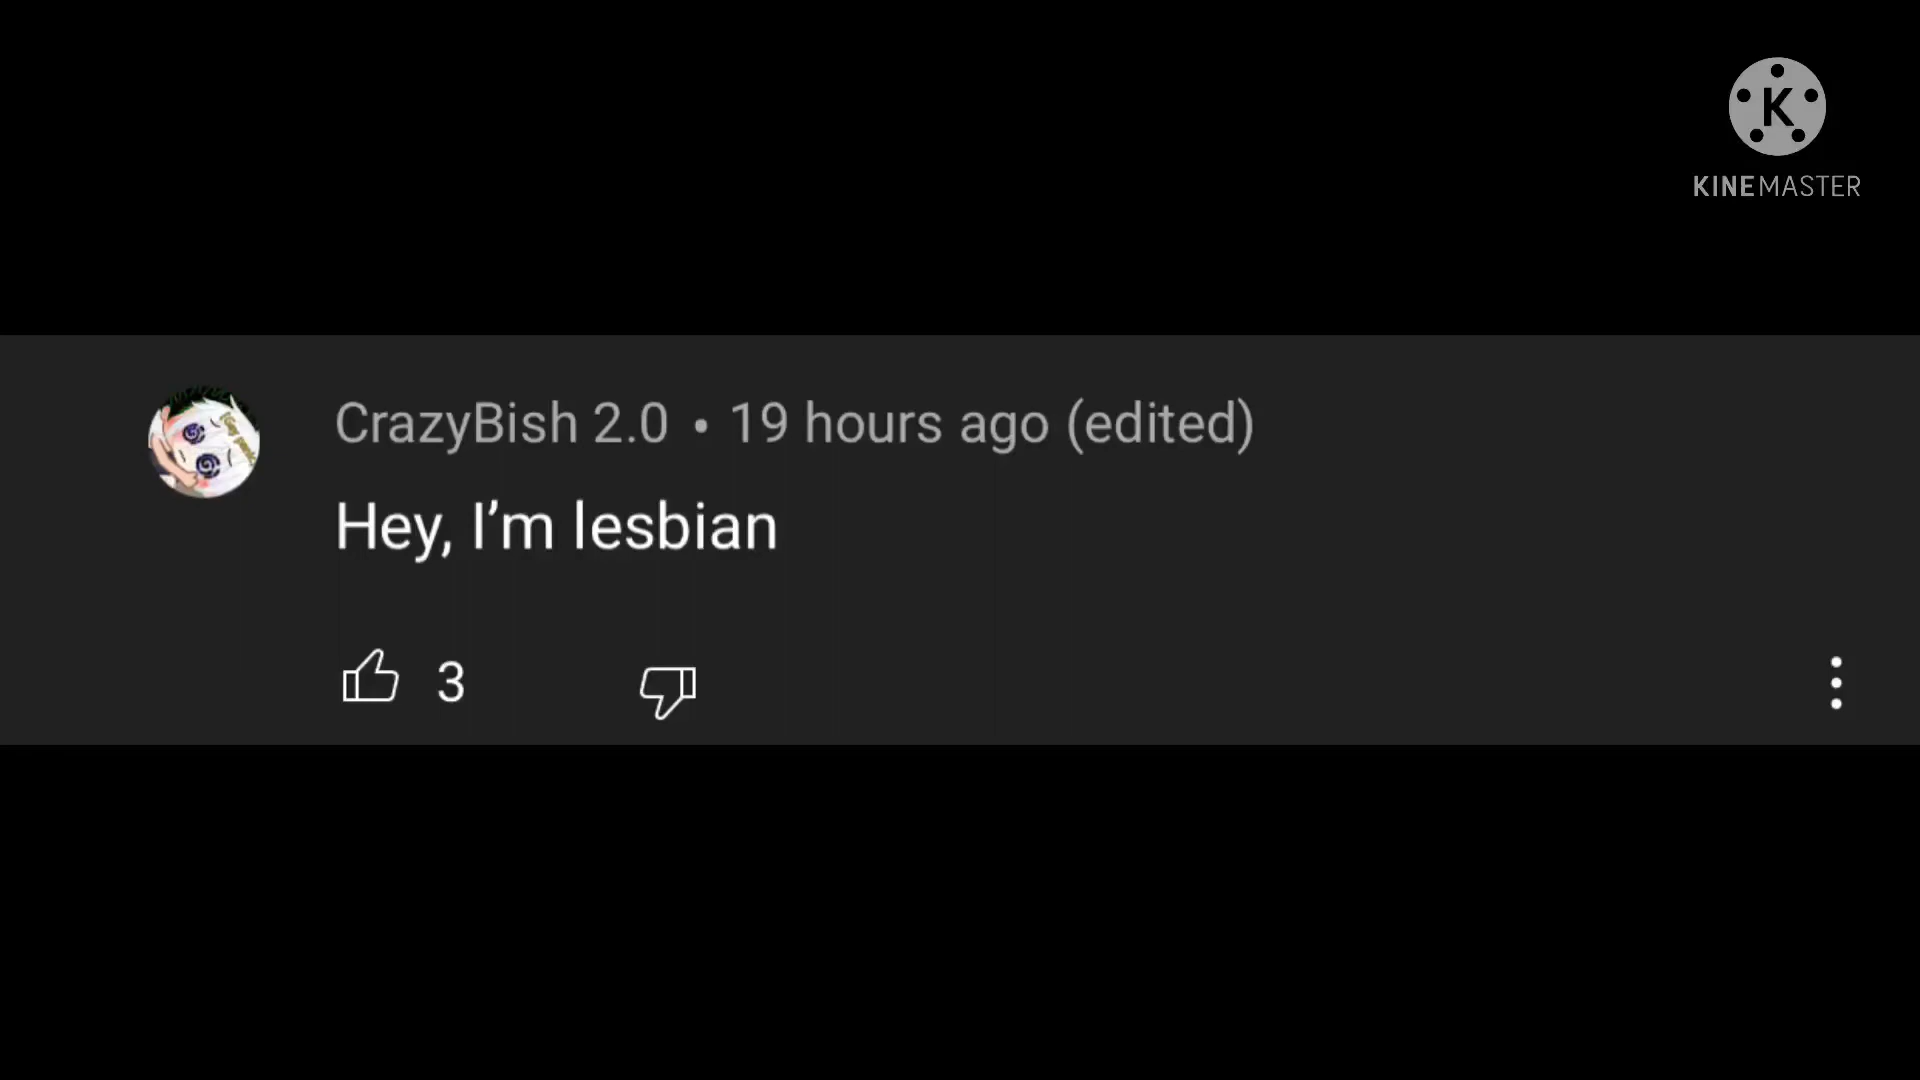 K
KINEMASTER
CrazyBish 2.0 • 19 hours ago (edited)
Hey, I’m lesbian
3